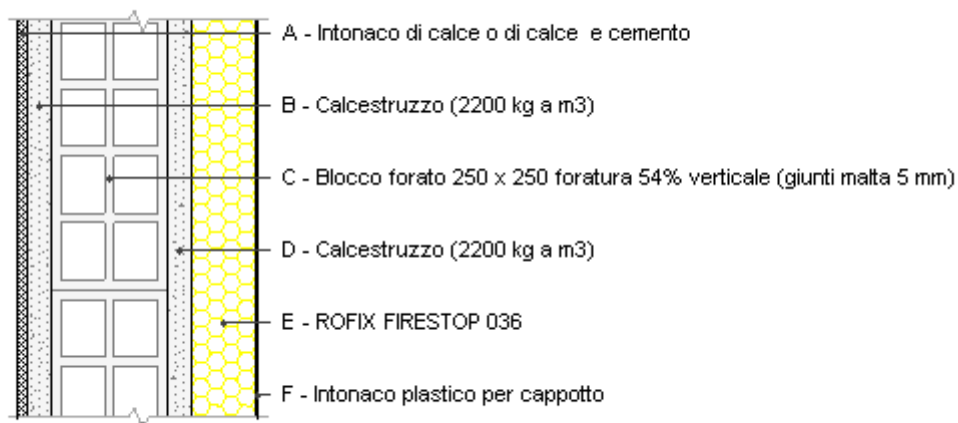 A - Intonaco di calce o di calce e cemento
B - Calcestruzzo (2200 kg a m3)
C - Blocco forato 250 x 250 foratura 54% verticale (giunti malta 5 mm)
D - Calcestruzzo (2200 kg a m3)
E - ROFIX FIRESTOP 036
F - Intonaco plastico per cappotto